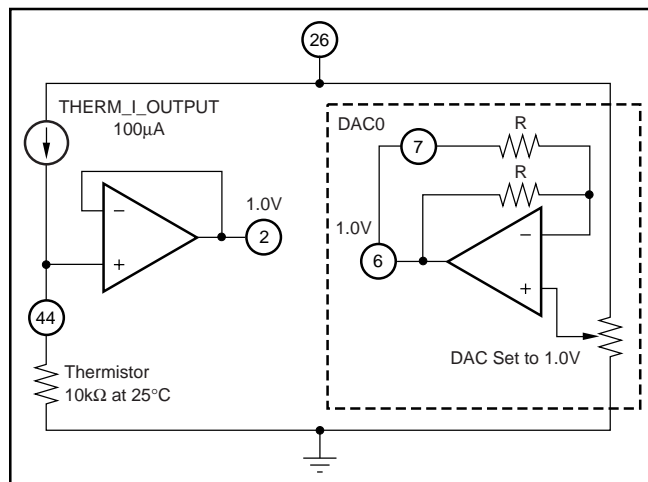 26
THERM_I_OUTPUT
100μA
DAC0
7
R
R
1.0V
−
+
2
1.0V
6
−
+
44
DAC Set to 1.0V
Thermistor
10kΩ at 25°C